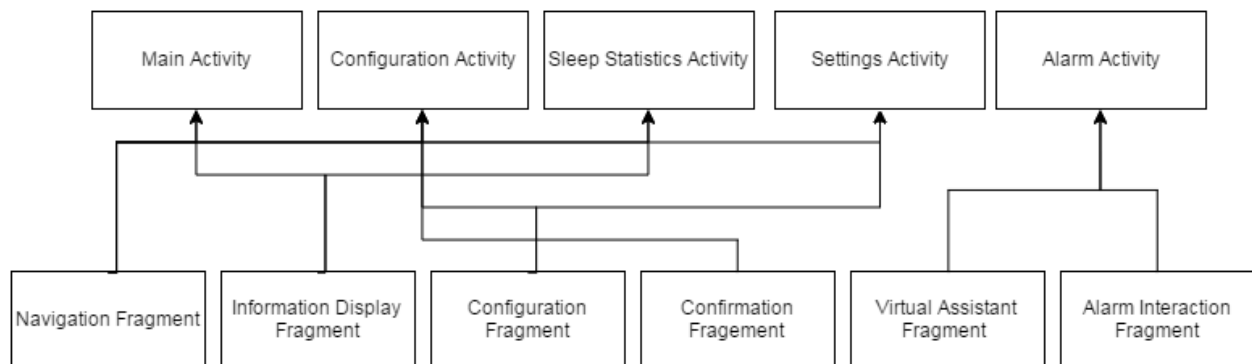 Main Activity
Configuration Activity
Sleep Statistics Activity
Settings Activity
Alarm Activity
Navigation Fragment
Information Display
Fragment
Configuration
Fragment
Confirmation
Fragement
Virtual Assistant
Fragment
Alarm Interaction
Fragment